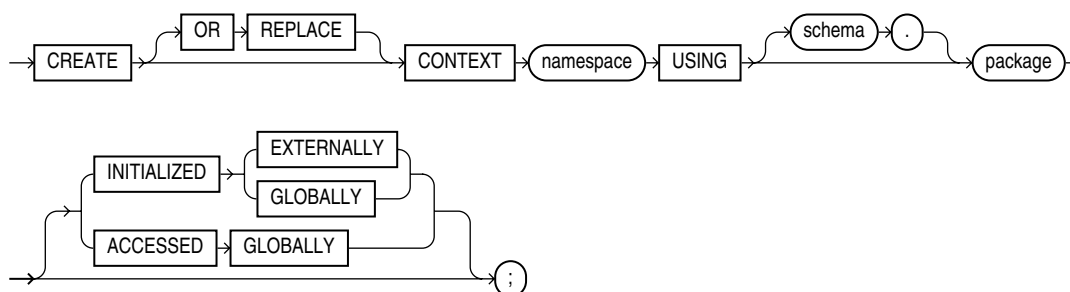 OR REPLACE schema .
CREATE CONTEXT namespace USING package
EXTERNALLY
INITIALIZED
GLOBALLY
ACCESSED GLOBALLY
;